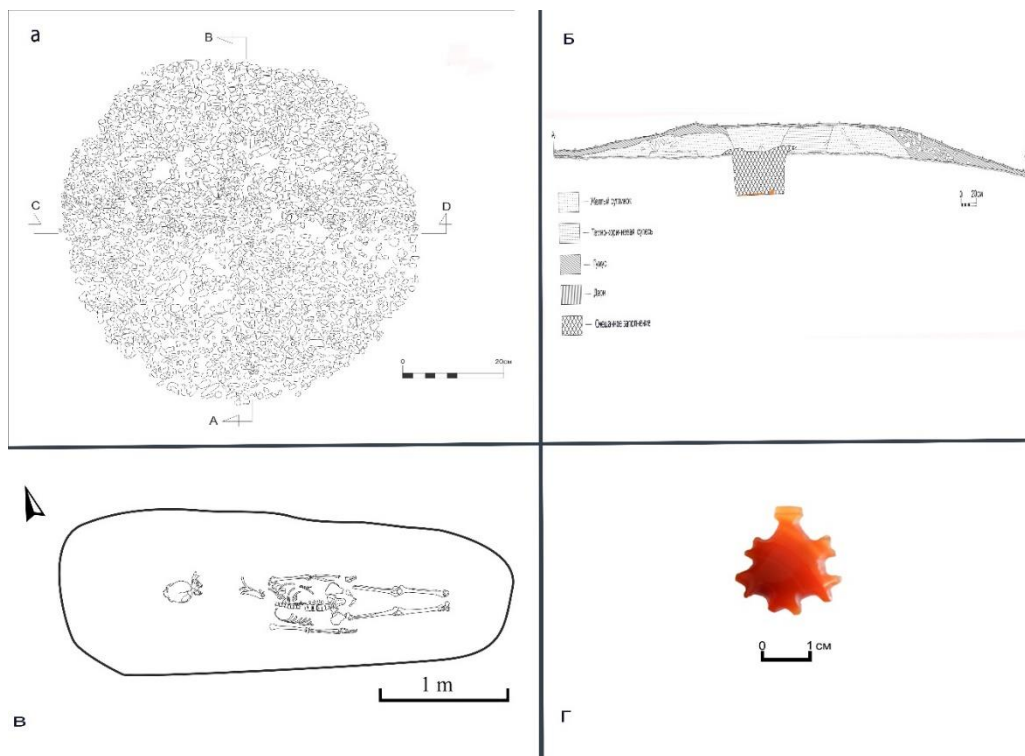 а
B
C
D
A
0
20см
Б
А
0 20см
Желтый суглинок
Гумус
Дерн
Смешанное заполнение
1 m
в
0 1 см
Г